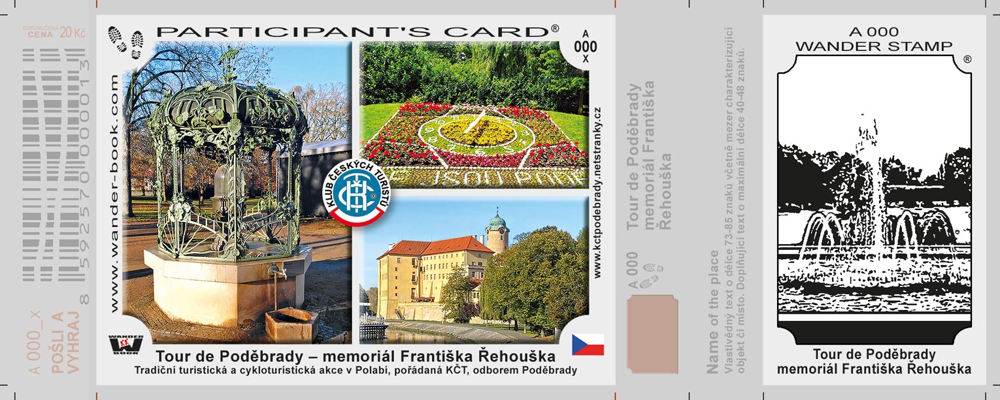 DOPORUČENÁ
CENA 20 Kč
8 592570 000013
A 000_X
POŠLI A
VYHRAJ
PARTICIPANT'S CARD®
A
000
X
www.wander-book.com
www.kctpodebrady.netstranky.cz
KLUB ČESKÝCH TURISTŮ
KČT
®
E JSOU PODĚ
WANDER
W
BOOK
Tour de Poděbrady – memoriál Františka Řehouška
Tradiční turistická a cykloturistická akce v Polabí, pořádaná KČT, odborem Poděbrady
Tour de Poděbrady
memoriál Františka
Řehouška
A 000
Name of the place
Vlastivědný text o délce 73-85 znaků včetně mezer charakterizující
objekt či místo. Doplňující text o maximální délce 40-48 znaků.
A 000
WANDER STAMP
®
Tour de Poděbrady
memoriál Františka Řehouška